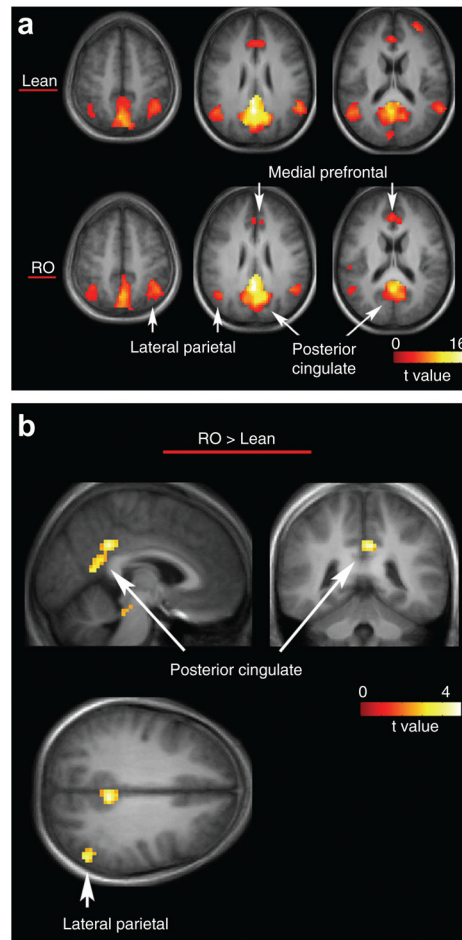 a
Lean
Medial prefrontal
RO
Lateral parietal
Posterior
cingulate
0 16
t value
b
RO > Lean
Posterior cingulate
0 4
t value
Lateral parietal